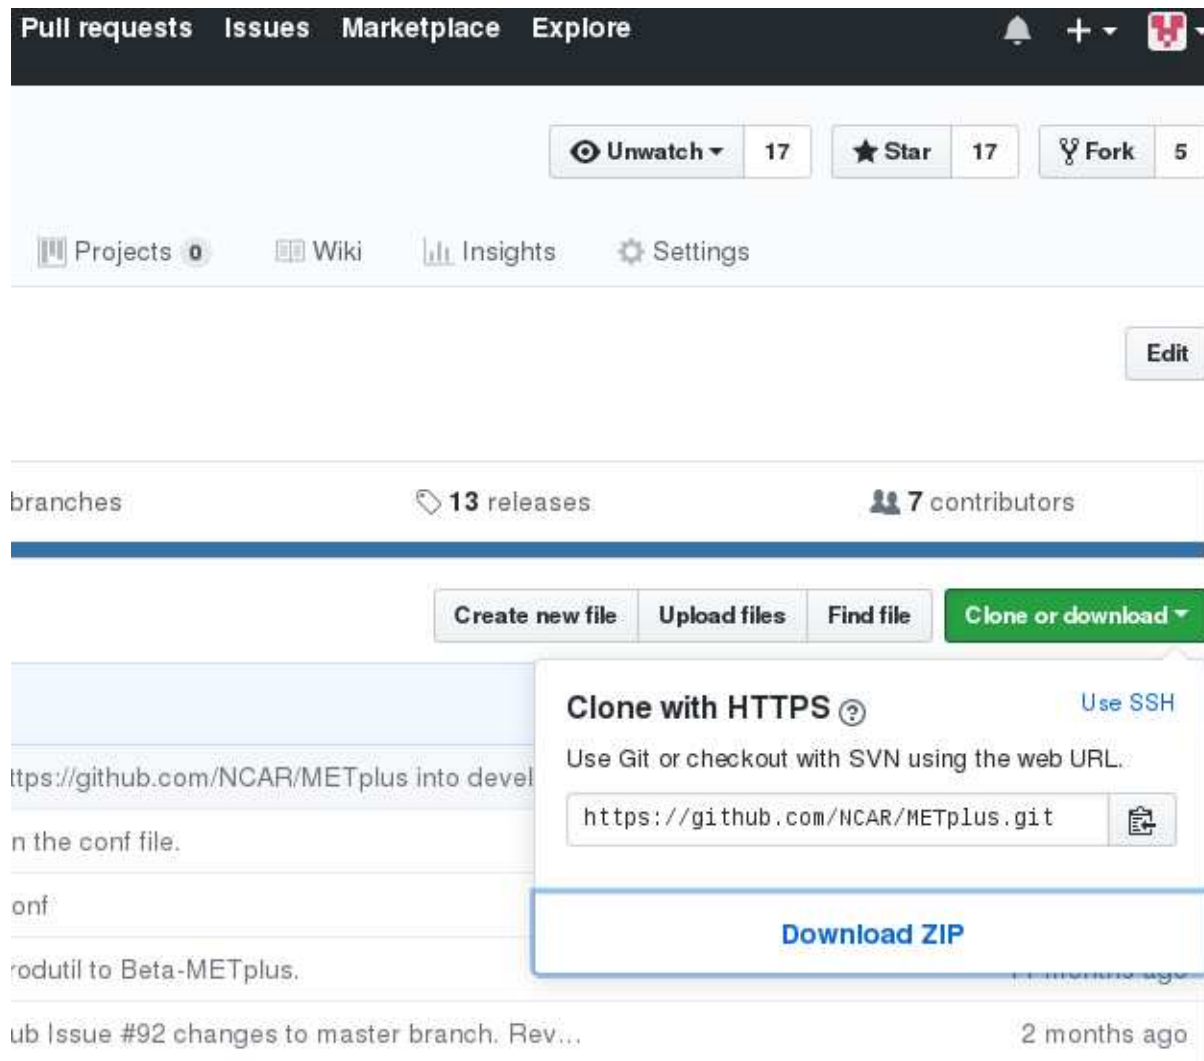 Pull requests Issues Marketplace Explore
Unwatch 17 Star 17 Fork 5
Projects 0 Wiki Insights Settings
Edit
branches 13 releases 7 contributors
Create new file Upload files Find file Clone or download
Clone with HTTPS Use SSH
Use Git or checkout with SVN using the web URL.
ttps://github.com/NCAR/METplus into devel
https://github.com/NCAR/METplus.git
n the conf file.
onf
Download ZIP
rodutil to Beta-METplus. months ago
ub Issue #92 changes to master branch. Rev... 2 months ago